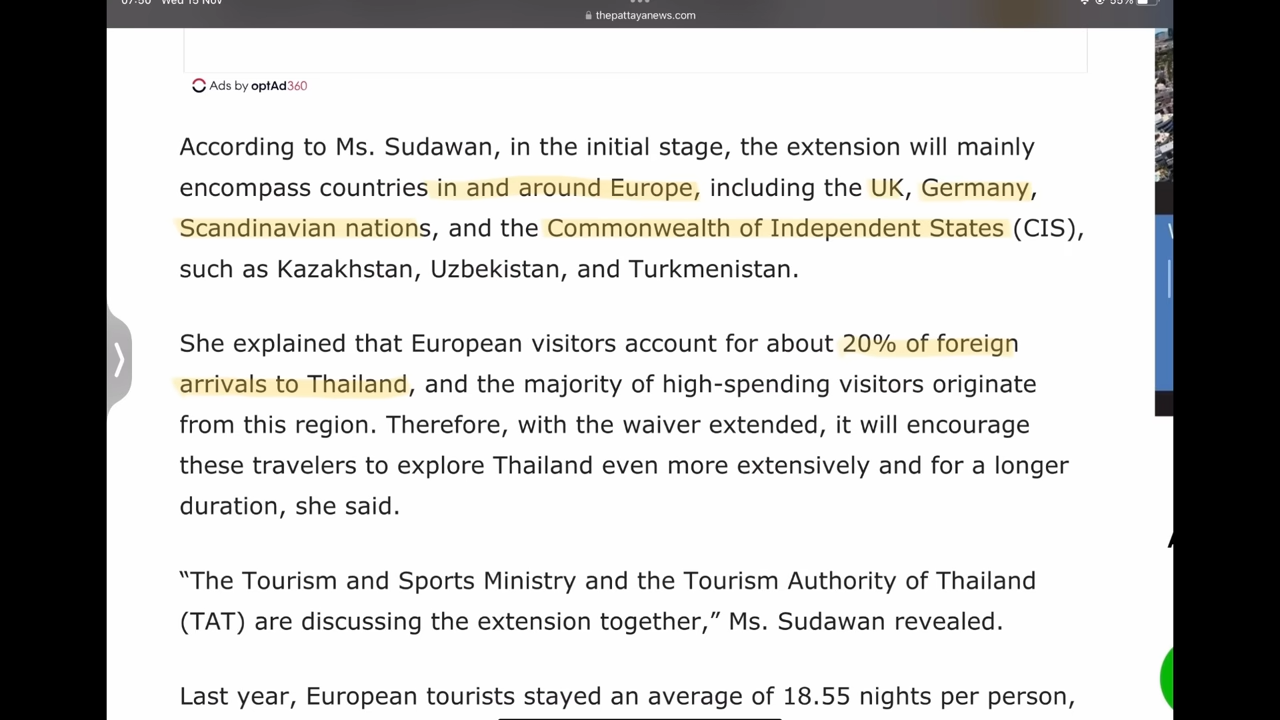 07:50 Wed 15 Nov
55%
thepattayanews.com
Ads by optAd360
According to Ms. Sudawan, in the initial stage, the extension will mainly
encompass countries in and around Europe, including the UK, Germany,
Scandinavian nations, and the Commonwealth of Independent States (CIS),
such as Kazakhstan, Uzbekistan, and Turkmenistan.
She explained that European visitors account for about 20% of foreign
arrivals to Thailand, and the majority of high-spending visitors originate
from this region. Therefore, with the waiver extended, it will encourage
these travelers to explore Thailand even more extensively and for a longer
duration, she said.
“The Tourism and Sports Ministry and the Tourism Authority of Thailand
(TAT) are discussing the extension together,” Ms. Sudawan revealed.
Last year, European tourists stayed an average of 18.55 nights per person,